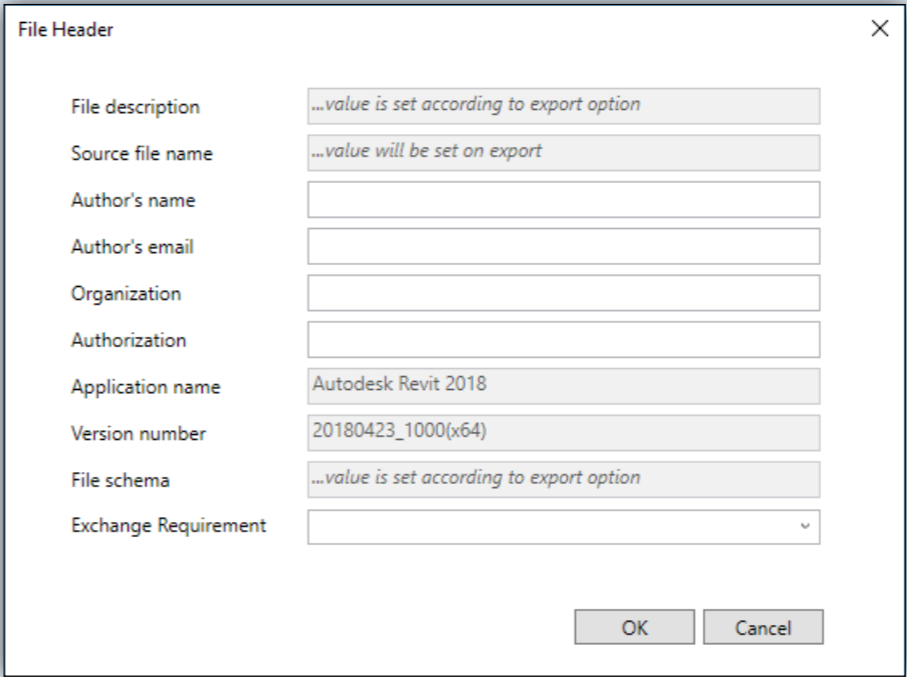 File Header
File description ...value is set according to export option
Source file name ...value will be set on export
Author's name
Author's email
Organization
Authorization
Application name Autodesk Revit 2018
Version number 20180423_1000(x64)
File schema ...value is set according to export option
Exchange Requirement
OK Cancel